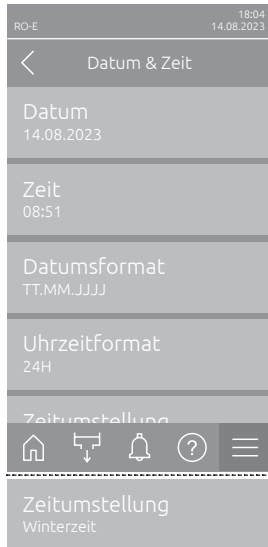 18:04
RO-E 14.08.2023
Datum & Zeit
Datum
14.08.2023
Zeit
08:51
Datumsformat
TT.MM.JJJJ
Uhrzeitformat
24H
Zeitumstellung
Zeitumstellung
Winterzeit